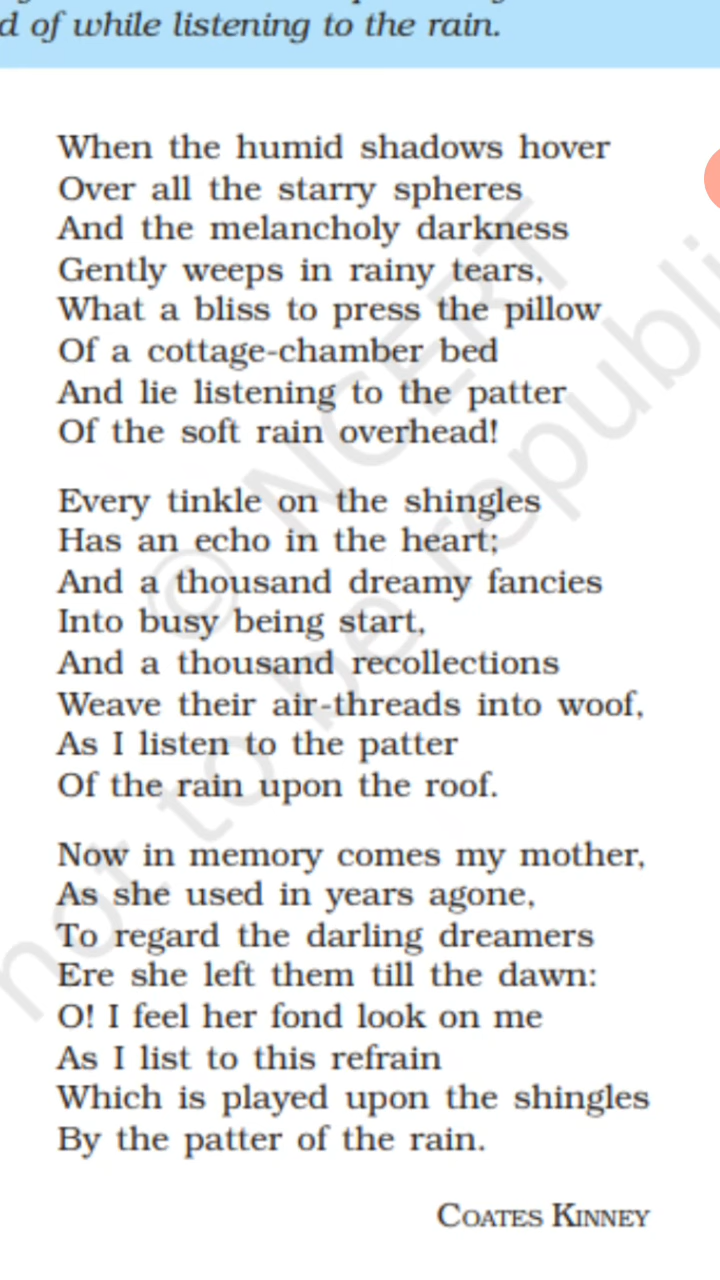 d of while listening to the rain.
When the humid shadows hover
Over all the starry spheres
And the melancholy darkness
Gently weeps in rainy tears,
What a bliss to press the pillow
Of a cottage-chamber bed
And lie listening to the patter
Of the soft rain overhead!
Every tinkle on the shingles
Has an echo in the heart;
And a thousand dreamy fancies
Into busy being start,
And a thousand recollections
Weave their air-threads into woof,
As I listen to the patter
Of the rain upon the roof.
Now in memory comes my mother,
As she used in years agone,
To regard the darling dreamers
Ere she left them till the dawn:
O! I feel her fond look on me
As I list to this refrain
Which is played upon the shingles
By the patter of the rain.
COATES KINNEY
© NCERT
not to be republi